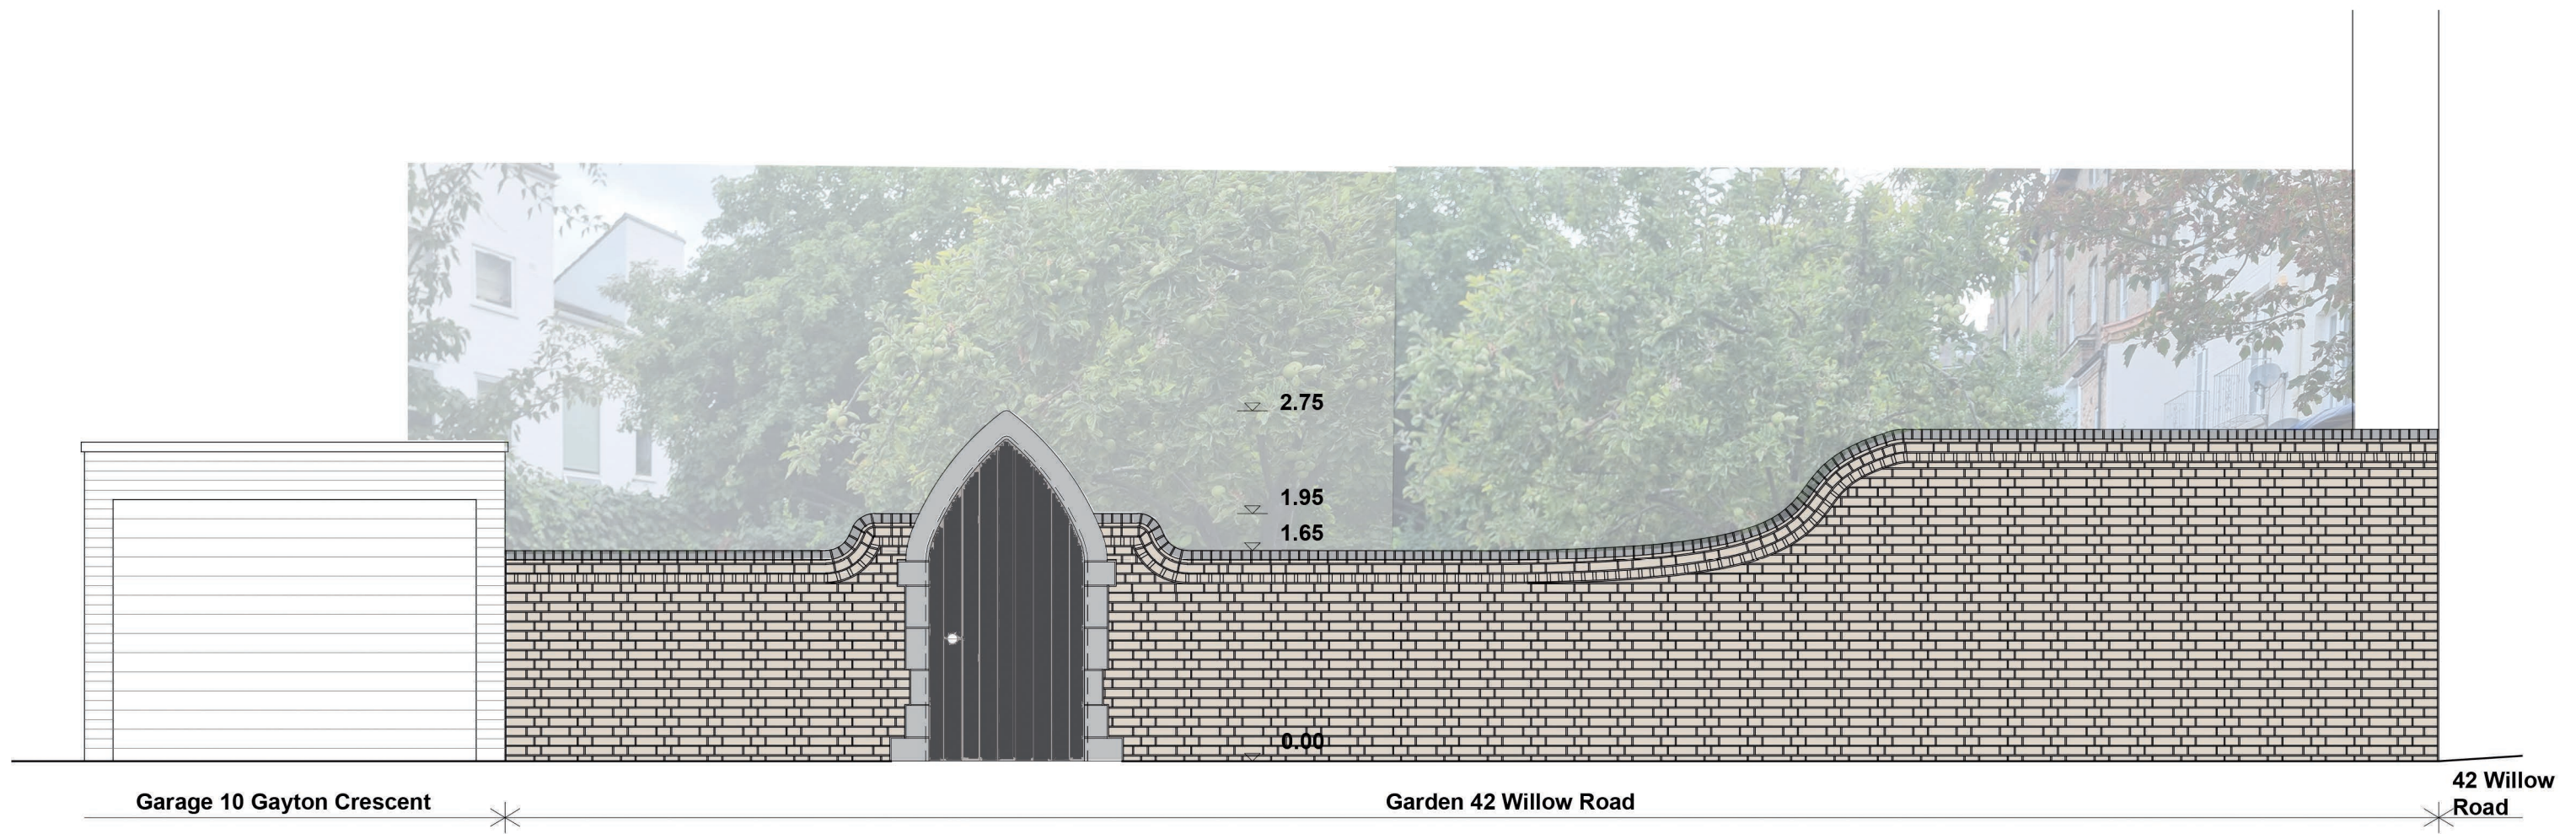 2.75
1.95
1.65
0.00
Garage 10 Gayton Crescent
Garden 42 Willow Road
42 Willow
Road